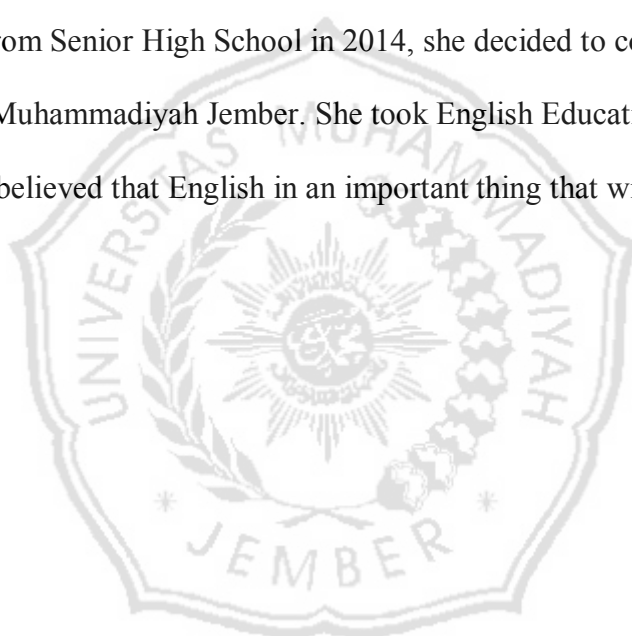 rom Senior High School in 2014, she decided to c
Muhammadiyah Jember. She took English Educati
believed that English in an important thing that w
UNIVERSITAS MUHAMMADIYAH
JEMBER